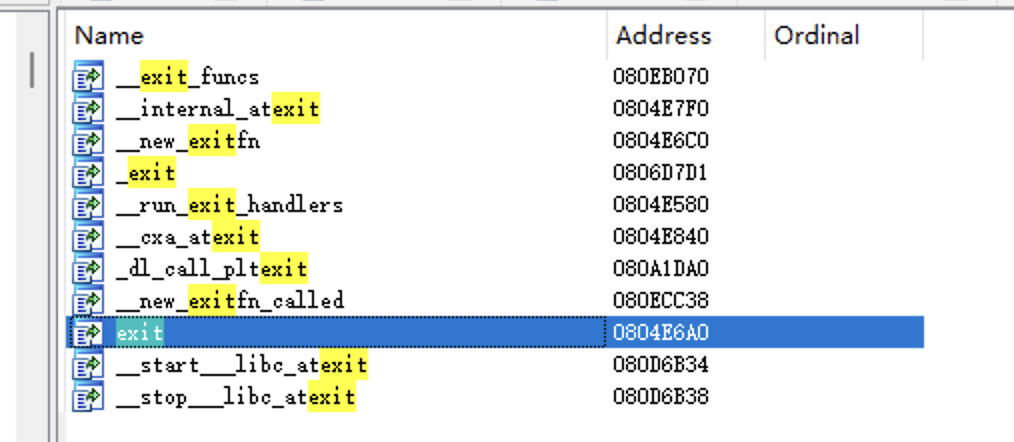 Name Address Ordinal
__exit_funcs 080EB070
__internal_atexit 0804E7F0
__new_exitfn 0804E6C0
_exit 0806D7D1
__run_exit_handlers 0804E580
__cxa_atexit 0804E840
_dl_call_pltexit 080A1DA0
__new_exitfn_called 080ECC38
exit 0804E6A0
__start___libc_atexit 080D6B34
__stop___libc_atexit 080D6B38